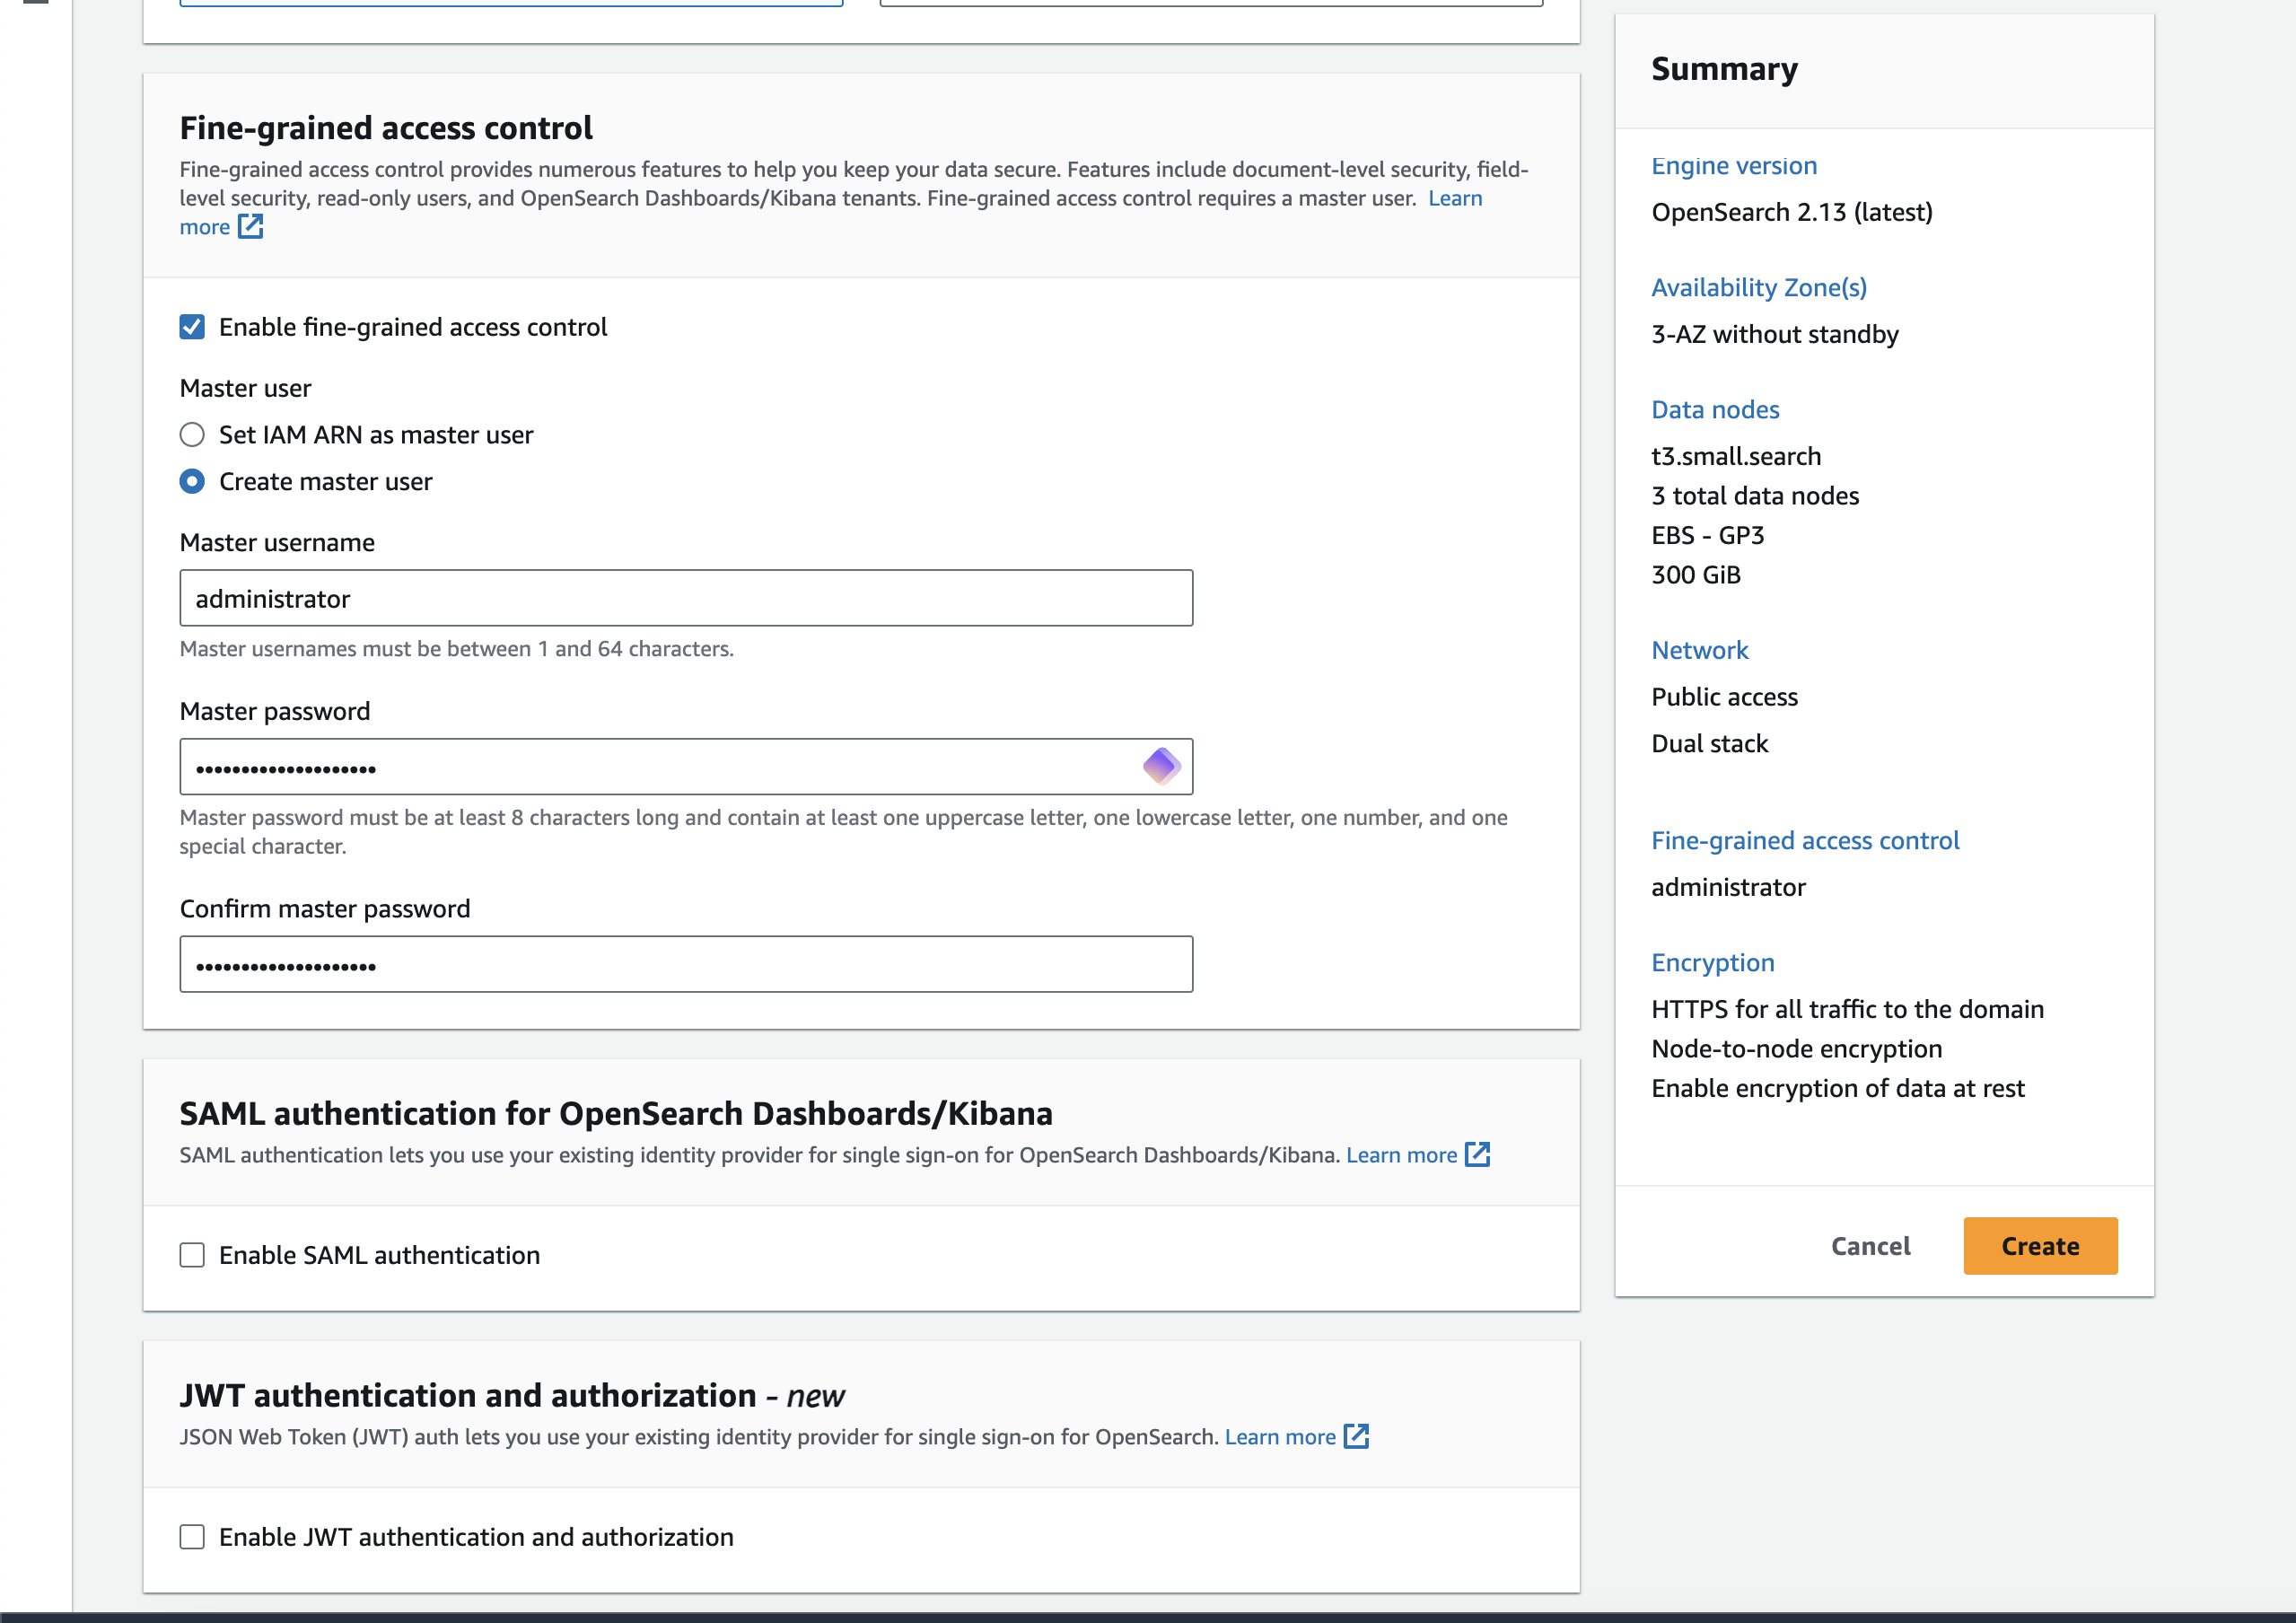 Fine-grained access control
Fine-grained access control provides numerous features to help you keep your data secure. Features include document-level security, field-
level security, read-only users, and OpenSearch Dashboards/Kibana tenants. Fine-grained access control requires a master user. Learn
more
Enable fine-grained access control
Master user
Set IAM ARN as master user
Create master user
Master username
administrator
Master usernames must be between 1 and 64 characters.
Master password
••••••••••••••••••••
Master password must be at least 8 characters long and contain at least one uppercase letter, one lowercase letter, one number, and one
special character.
Confirm master password
••••••••••••••••••••
SAML authentication for OpenSearch Dashboards/Kibana
SAML authentication lets you use your existing identity provider for single sign-on for OpenSearch Dashboards/Kibana. Learn more
Enable SAML authentication
JWT authentication and authorization - new
JSON Web Token (JWT) auth lets you use your existing identity provider for single sign-on for OpenSearch. Learn more
Enable JWT authentication and authorization
Summary
Engine version
OpenSearch 2.13 (latest)
Availability Zone(s)
3-AZ without standby
Data nodes
t3.small.search
3 total data nodes
EBS - GP3
300 GiB
Network
Public access
Dual stack
Fine-grained access control
administrator
Encryption
HTTPS for all traffic to the domain
Node-to-node encryption
Enable encryption of data at rest
Cancel
Create